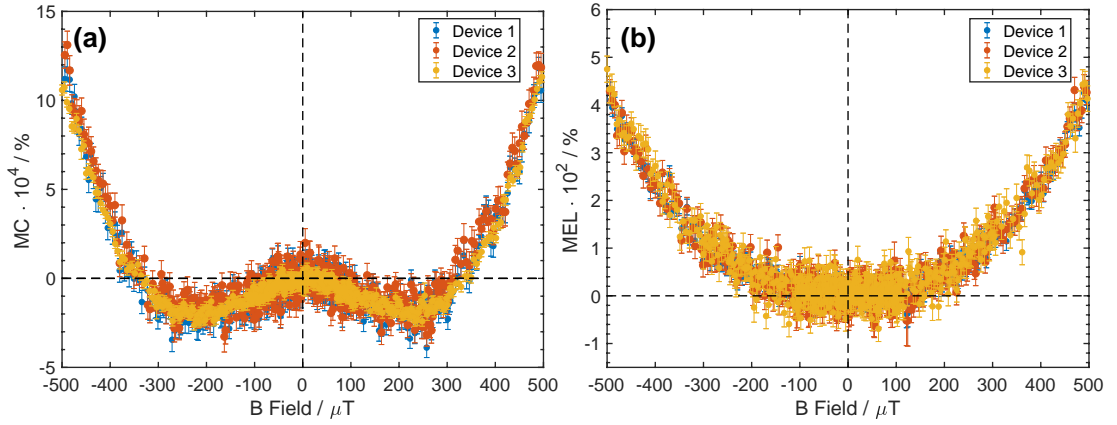 (a)
Device 1
Device 2
Device 3
MC · 10⁴ / %
15
10
5
0
-5
-500 -400 -300 -200 -100 0 100 200 300 400 500
B Field / μT
(b)
Device 1
Device 2
Device 3
MEL · 10² / %
6
5
4
3
2
1
0
-1
-500 -400 -300 -200 -100 0 100 200 300 400 500
B Field / μT